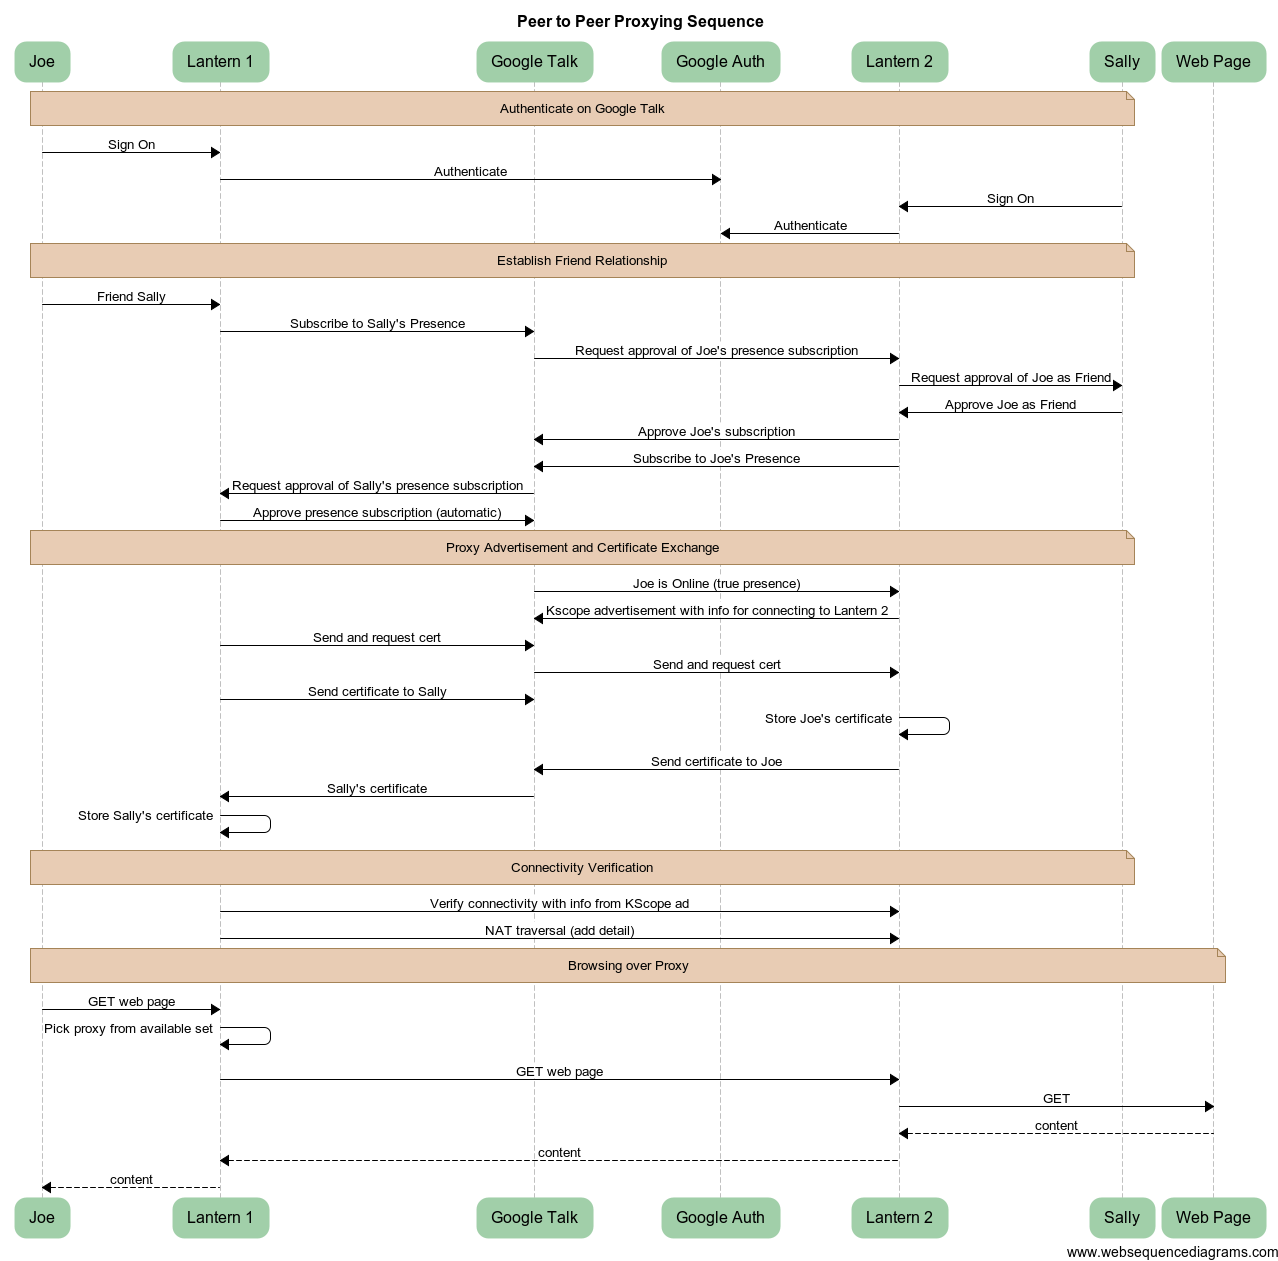 Peer to Peer Proxying Sequence
Joe
Lantern 1
Google Talk
Google Auth
Lantern 2
Sally
Web Page
Authenticate on Google Talk
Sign On
Authenticate
Sign On
Authenticate
Establish Friend Relationship
Friend Sally
Subscribe to Sally's Presence
Request approval of Joe's presence subscription
Request approval of Joe as Friend
Approve Joe as Friend
Approve Joe's subscription
Subscribe to Joe's Presence
Request approval of Sally's presence subscription
Approve presence subscription (automatic)
Proxy Advertisement and Certificate Exchange
Joe is Online (true presence)
Kscope advertisement with info for connecting to Lantern 2
Send and request cert
Send and request cert
Send certificate to Sally
Store Joe's certificate
Send certificate to Joe
Sally's certificate
Store Sally's certificate
Connectivity Verification
Verify connectivity with info from KScope ad
NAT traversal (add detail)
Browsing over Proxy
GET web page
Pick proxy from available set
GET web page
GET
content
content
content
Joe
Lantern 1
Google Talk
Google Auth
Lantern 2
Sally
Web Page
www.websequencediagrams.com